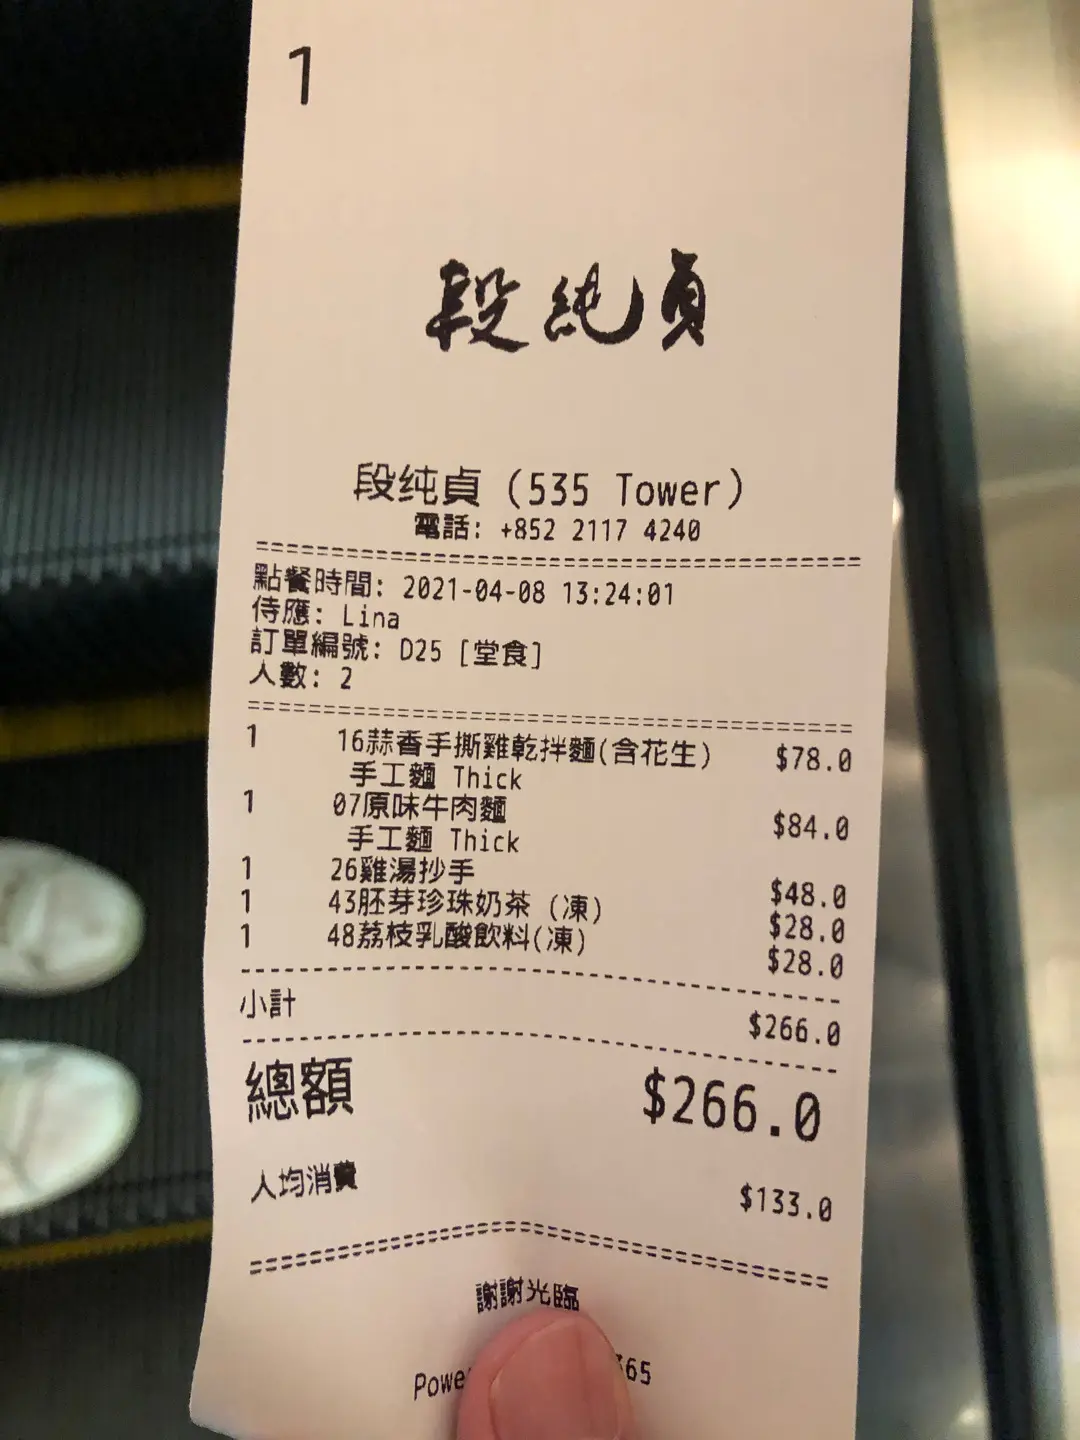 1
段純貞
段纯貞 (535 Tower)
電話: +852 2117 4240
點餐時間: 2021-04-08 13:24:01
侍應: Lina
訂單編號: D25 [堂食]
人數: 2
1 16蒜香手撕雞乾拌麵(含花生) $78.0
手工麵 Thick
1 07原味牛肉麵 $84.0
手工麵 Thick
1 26雞湯抄手 $48.0
1 43胚芽珍珠奶茶 (凍) $28.0
1 48荔枝乳酸飲料(凍) $28.0
小計 $266.0
總額 $266.0
人均消費 $133.0
謝謝光臨